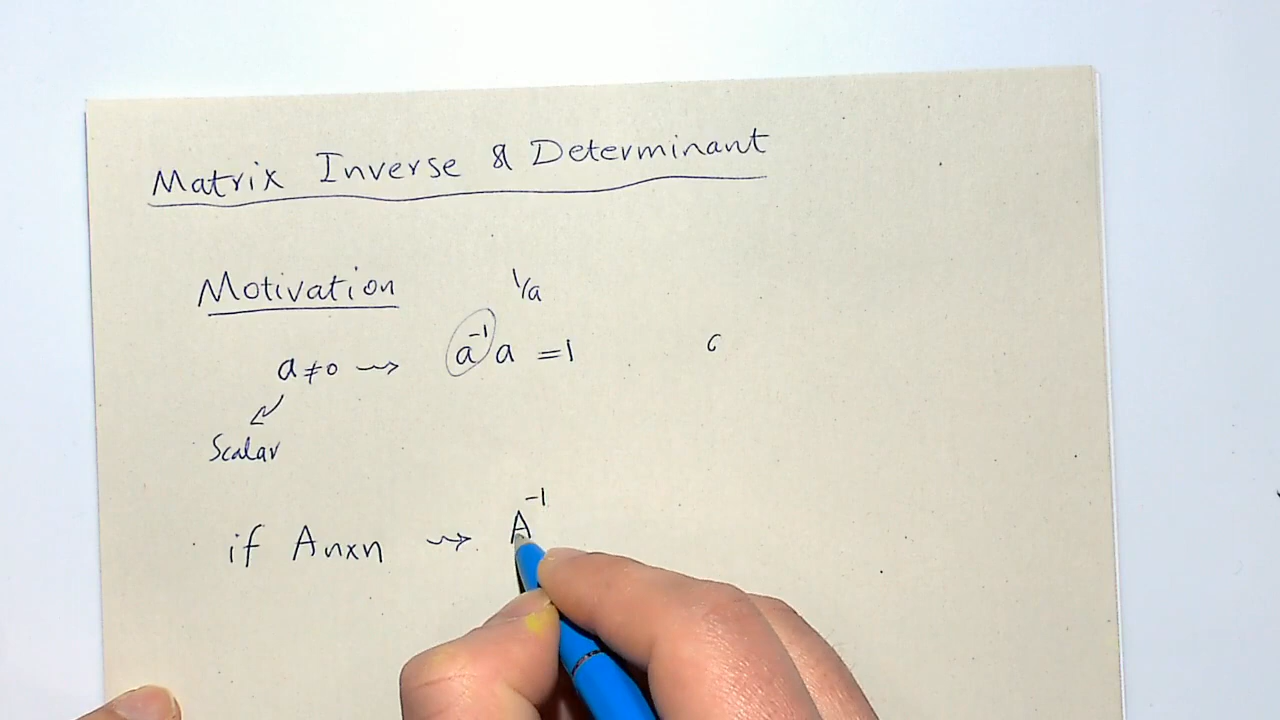 Matrix Inverse & Determinant
Motivation
1/a
a≠0 ⇝ a⁻¹a =1
Scalar
if Anxn ⇝ A⁻¹